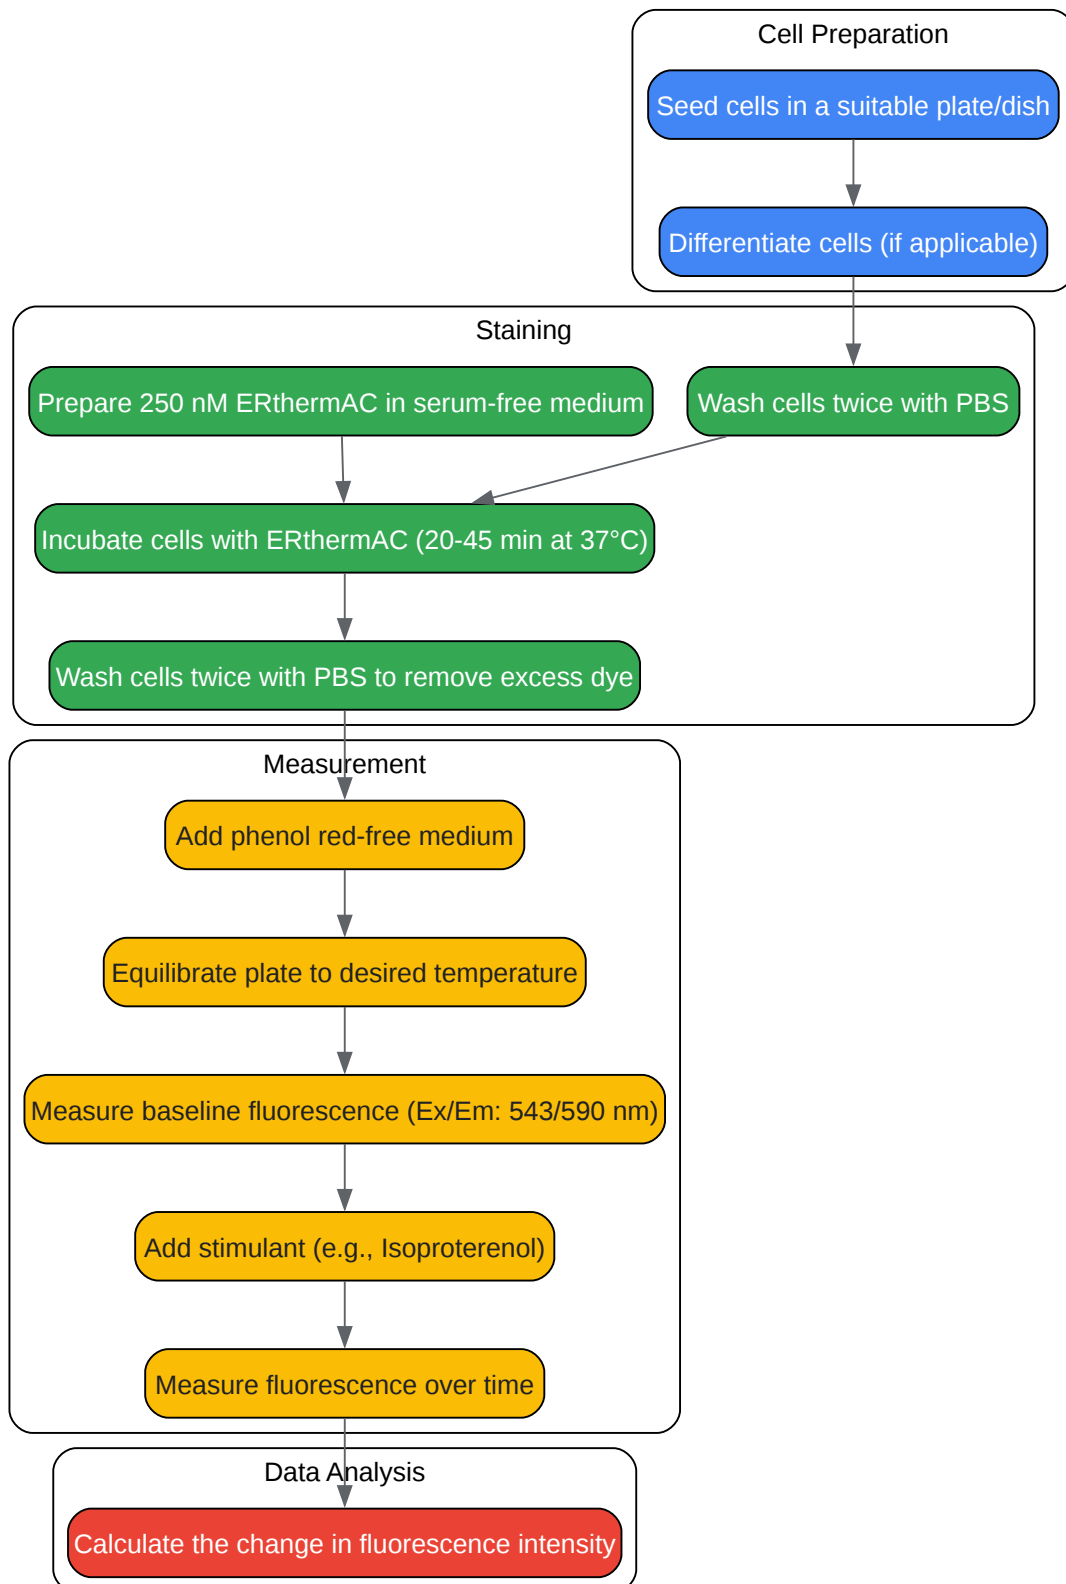 Cell Preparation
Seed cells in a suitable plate/dish
Differentiate cells (if applicable)
Staining
Prepare 250 nM ERthermAC in serum-free medium
Wash cells twice with PBS
Incubate cells with ERthermAC (20-45 min at 37°C)
Wash cells twice with PBS to remove excess dye
Measurement
Add phenol red-free medium
Equilibrate plate to desired temperature
Measure baseline fluorescence (Ex/Em: 543/590 nm)
Add stimulant (e.g., Isoproterenol)
Measure fluorescence over time
Data Analysis
Calculate the change in fluorescence intensity